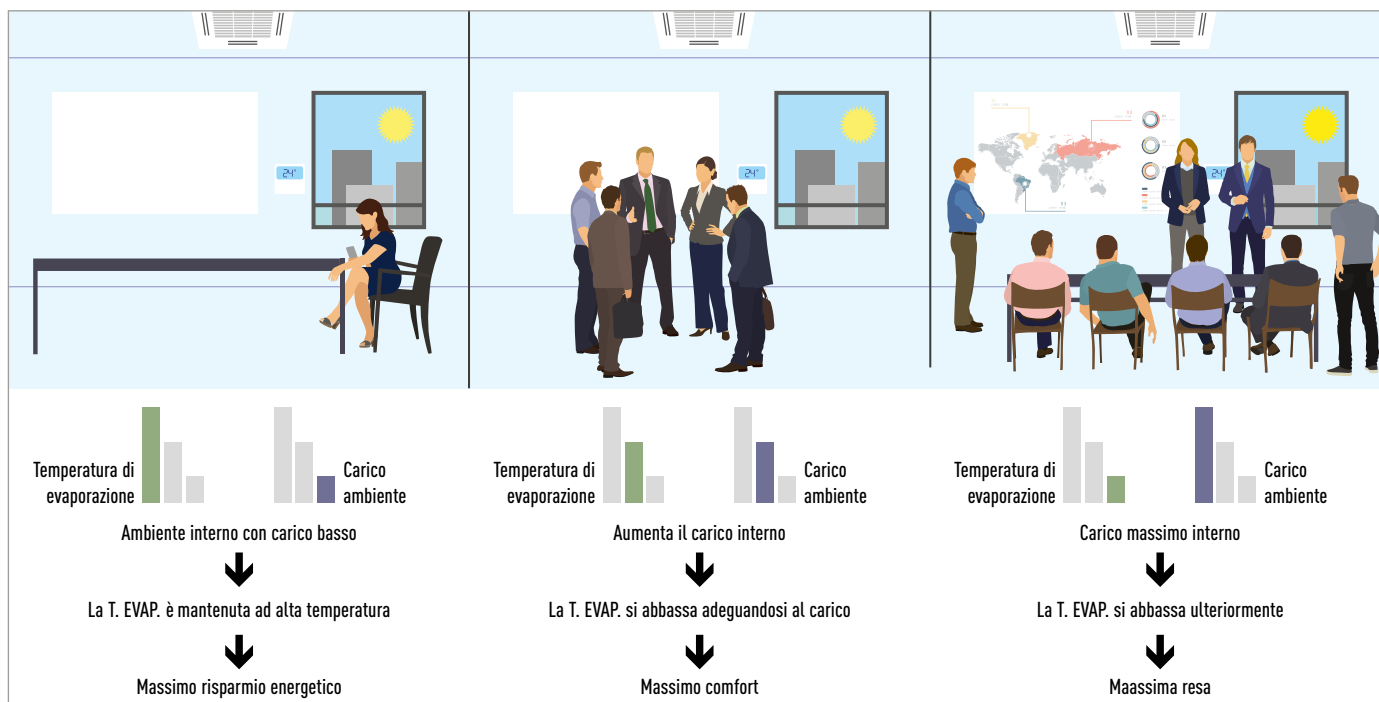 24°
24°
24°
Temperatura di
evaporazione
Carico
ambiente
Ambiente interno con carico basso
La T. EVAP. è mantenuta ad alta temperatura
Massimo risparmio energetico
Temperatura di
evaporazione
Carico
ambiente
Aumenta il carico interno
La T. EVAP. si abbassa adeguandosi al carico
Massimo comfort
Temperatura di
evaporazione
Carico
ambiente
Carico massimo interno
La T. EVAP. si abbassa ulteriormente
Maassima resa